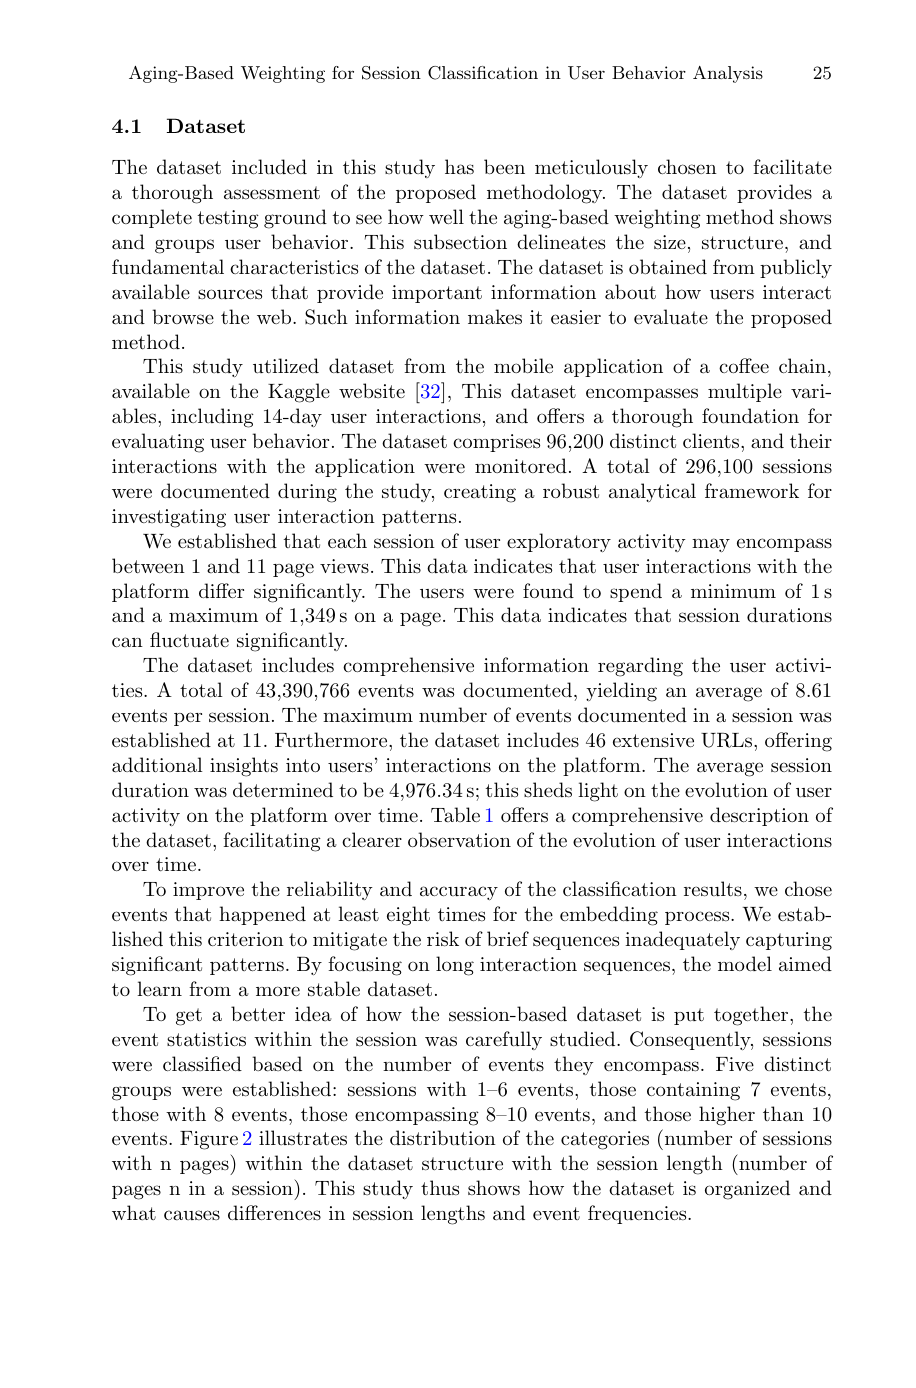 Aging-Based Weighting for Session Classification in User Behavior Analysis 25
4.1 Dataset
The dataset included in this study has been meticulously chosen to facilitate
a thorough assessment of the proposed methodology. The dataset provides a
complete testing ground to see how well the aging-based weighting method shows
and groups user behavior. This subsection delineates the size, structure, and
fundamental characteristics of the dataset. The dataset is obtained from publicly
available sources that provide important information about how users interact
and browse the web. Such information makes it easier to evaluate the proposed
method.
This study utilized dataset from the mobile application of a coffee chain,
available on the Kaggle website [32], This dataset encompasses multiple vari-
ables, including 14-day user interactions, and offers a thorough foundation for
evaluating user behavior. The dataset comprises 96,200 distinct clients, and their
interactions with the application were monitored. A total of 296,100 sessions
were documented during the study, creating a robust analytical framework for
investigating user interaction patterns.
We established that each session of user exploratory activity may encompass
between 1 and 11 page views. This data indicates that user interactions with the
platform differ significantly. The users were found to spend a minimum of 1 s
and a maximum of 1,349 s on a page. This data indicates that session durations
can fluctuate significantly.
The dataset includes comprehensive information regarding the user activi-
ties. A total of 43,390,766 events was documented, yielding an average of 8.61
events per session. The maximum number of events documented in a session was
established at 11. Furthermore, the dataset includes 46 extensive URLs, offering
additional insights into users' interactions on the platform. The average session
duration was determined to be 4,976.34 s; this sheds light on the evolution of user
activity on the platform over time. Table 1 offers a comprehensive description of
the dataset, facilitating a clearer observation of the evolution of user interactions
over time.
To improve the reliability and accuracy of the classification results, we chose
events that happened at least eight times for the embedding process. We estab-
lished this criterion to mitigate the risk of brief sequences inadequately capturing
significant patterns. By focusing on long interaction sequences, the model aimed
to learn from a more stable dataset.
To get a better idea of how the session-based dataset is put together, the
event statistics within the session was carefully studied. Consequently, sessions
were classified based on the number of events they encompass. Five distinct
groups were established: sessions with 1–6 events, those containing 7 events,
those with 8 events, those encompassing 8–10 events, and those higher than 10
events. Figure 2 illustrates the distribution of the categories (number of sessions
with n pages) within the dataset structure with the session length (number of
pages n in a session). This study thus shows how the dataset is organized and
what causes differences in session lengths and event frequencies.